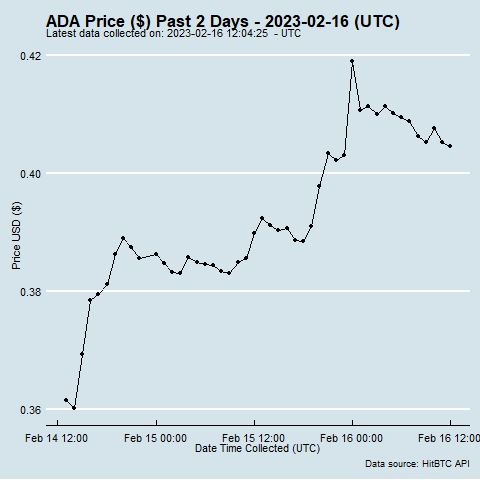 ADA Price ($) Past 2 Days - 2023-02-16 (UTC)
Latest data collected on: 2023-02-16 12:04:25  - UTC
0.42
0.40
0.38
0.36
Price USD ($)
Feb 14 12:00 Feb 15 00:00 Feb 15 12:00 Feb 16 00:00 Feb 16 12:00
Date Time Collected (UTC)
Data source: HitBTC API